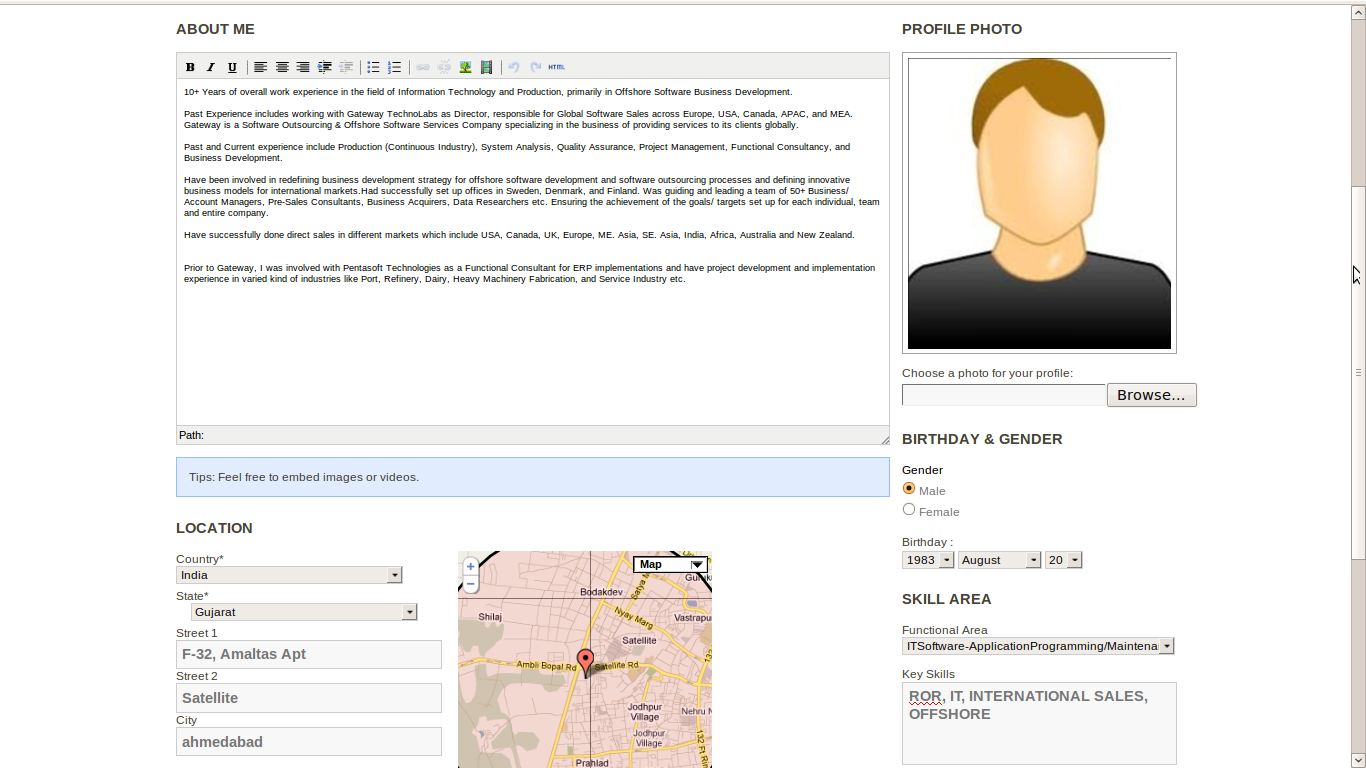 ABOUT ME
B I U HTML
10+ Years of overall work experience in the field of Information Technology and Production, primarily in Offshore Software Business Development.
Past Experience includes working with Gateway TechnoLabs as Director, responsible for Global Software Sales across Europe, USA, Canada, APAC, and MEA.
Gateway is a Software Outsourcing & Offshore Software Services Company specializing in the business of providing services to its clients globally.
Past and Current experience include Production (Continuous Industry), System Analysis, Quality Assurance, Project Management, Functional Consultancy, and
Business Development.
Have been involved in redefining business development strategy for offshore software development and software outsourcing processes and defining innovative
business models for international markets.Had successfully set up offices in Sweden, Denmark, and Finland. Was guiding and leading a team of 50+ Business/
Account Managers, Pre-Sales Consultants, Business Acquirers, Data Researchers etc. Ensuring the achievement of the goals/ targets set up for each individual, team
and entire company.
Have successfully done direct sales in different markets which include USA, Canada, UK, Europe, ME. Asia, SE. Asia, India, Africa, Australia and New Zealand.
Prior to Gateway, I was involved with Pentasoft Technologies as a Functional Consultant for ERP implementations and have project development and implementation
experience in varied kind of industries like Port, Refinery, Dairy, Heavy Machinery Fabrication, and Service Industry etc.
Path:
Tips: Feel free to embed images or videos.
LOCATION
Country*
India
State*
Gujarat
Street 1
F-32, Amaltas Apt
Street 2
Satellite
City
ahmedabad
Map
Bodakdev
Shilaj
Satya M
Nyay Marg
Vastrapu
Satellite
Ambli Bopal Rd
Satellite Rd
Jodhpur
Village
Nehru N
Jodhpur
Village
132 Ft Rin
Prahlad
PROFILE PHOTO
Choose a photo for your profile:
Browse...
BIRTHDAY & GENDER
Gender
Male
Female
Birthday :
1983 August 20
SKILL AREA
Functional Area
ITSoftware-ApplicationProgramming/Maintena
Key Skills
ROR, IT, INTERNATIONAL SALES,
OFFSHORE